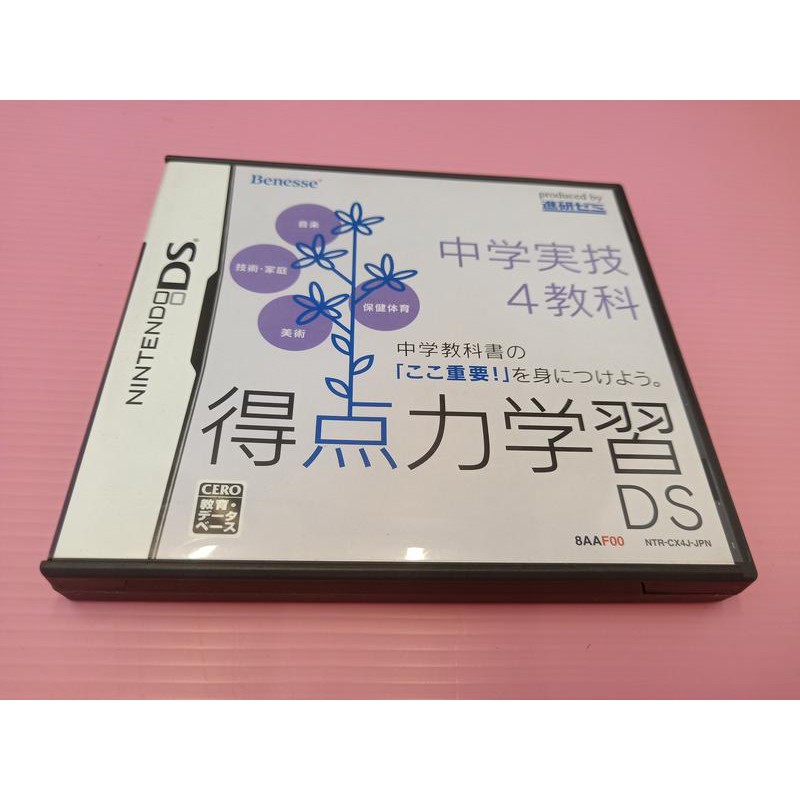 NINTENDO DS®
Benesse®
produced by
進研ゼミ
音楽
技術・家庭
保健体育
美術
中学実技
4教科
中学教科書の
「ここ重要!」を身につけよう。
得点力学習
DS
CERO
教育・
データ
ベース
8AAF00 NTR-CX4J-JPN